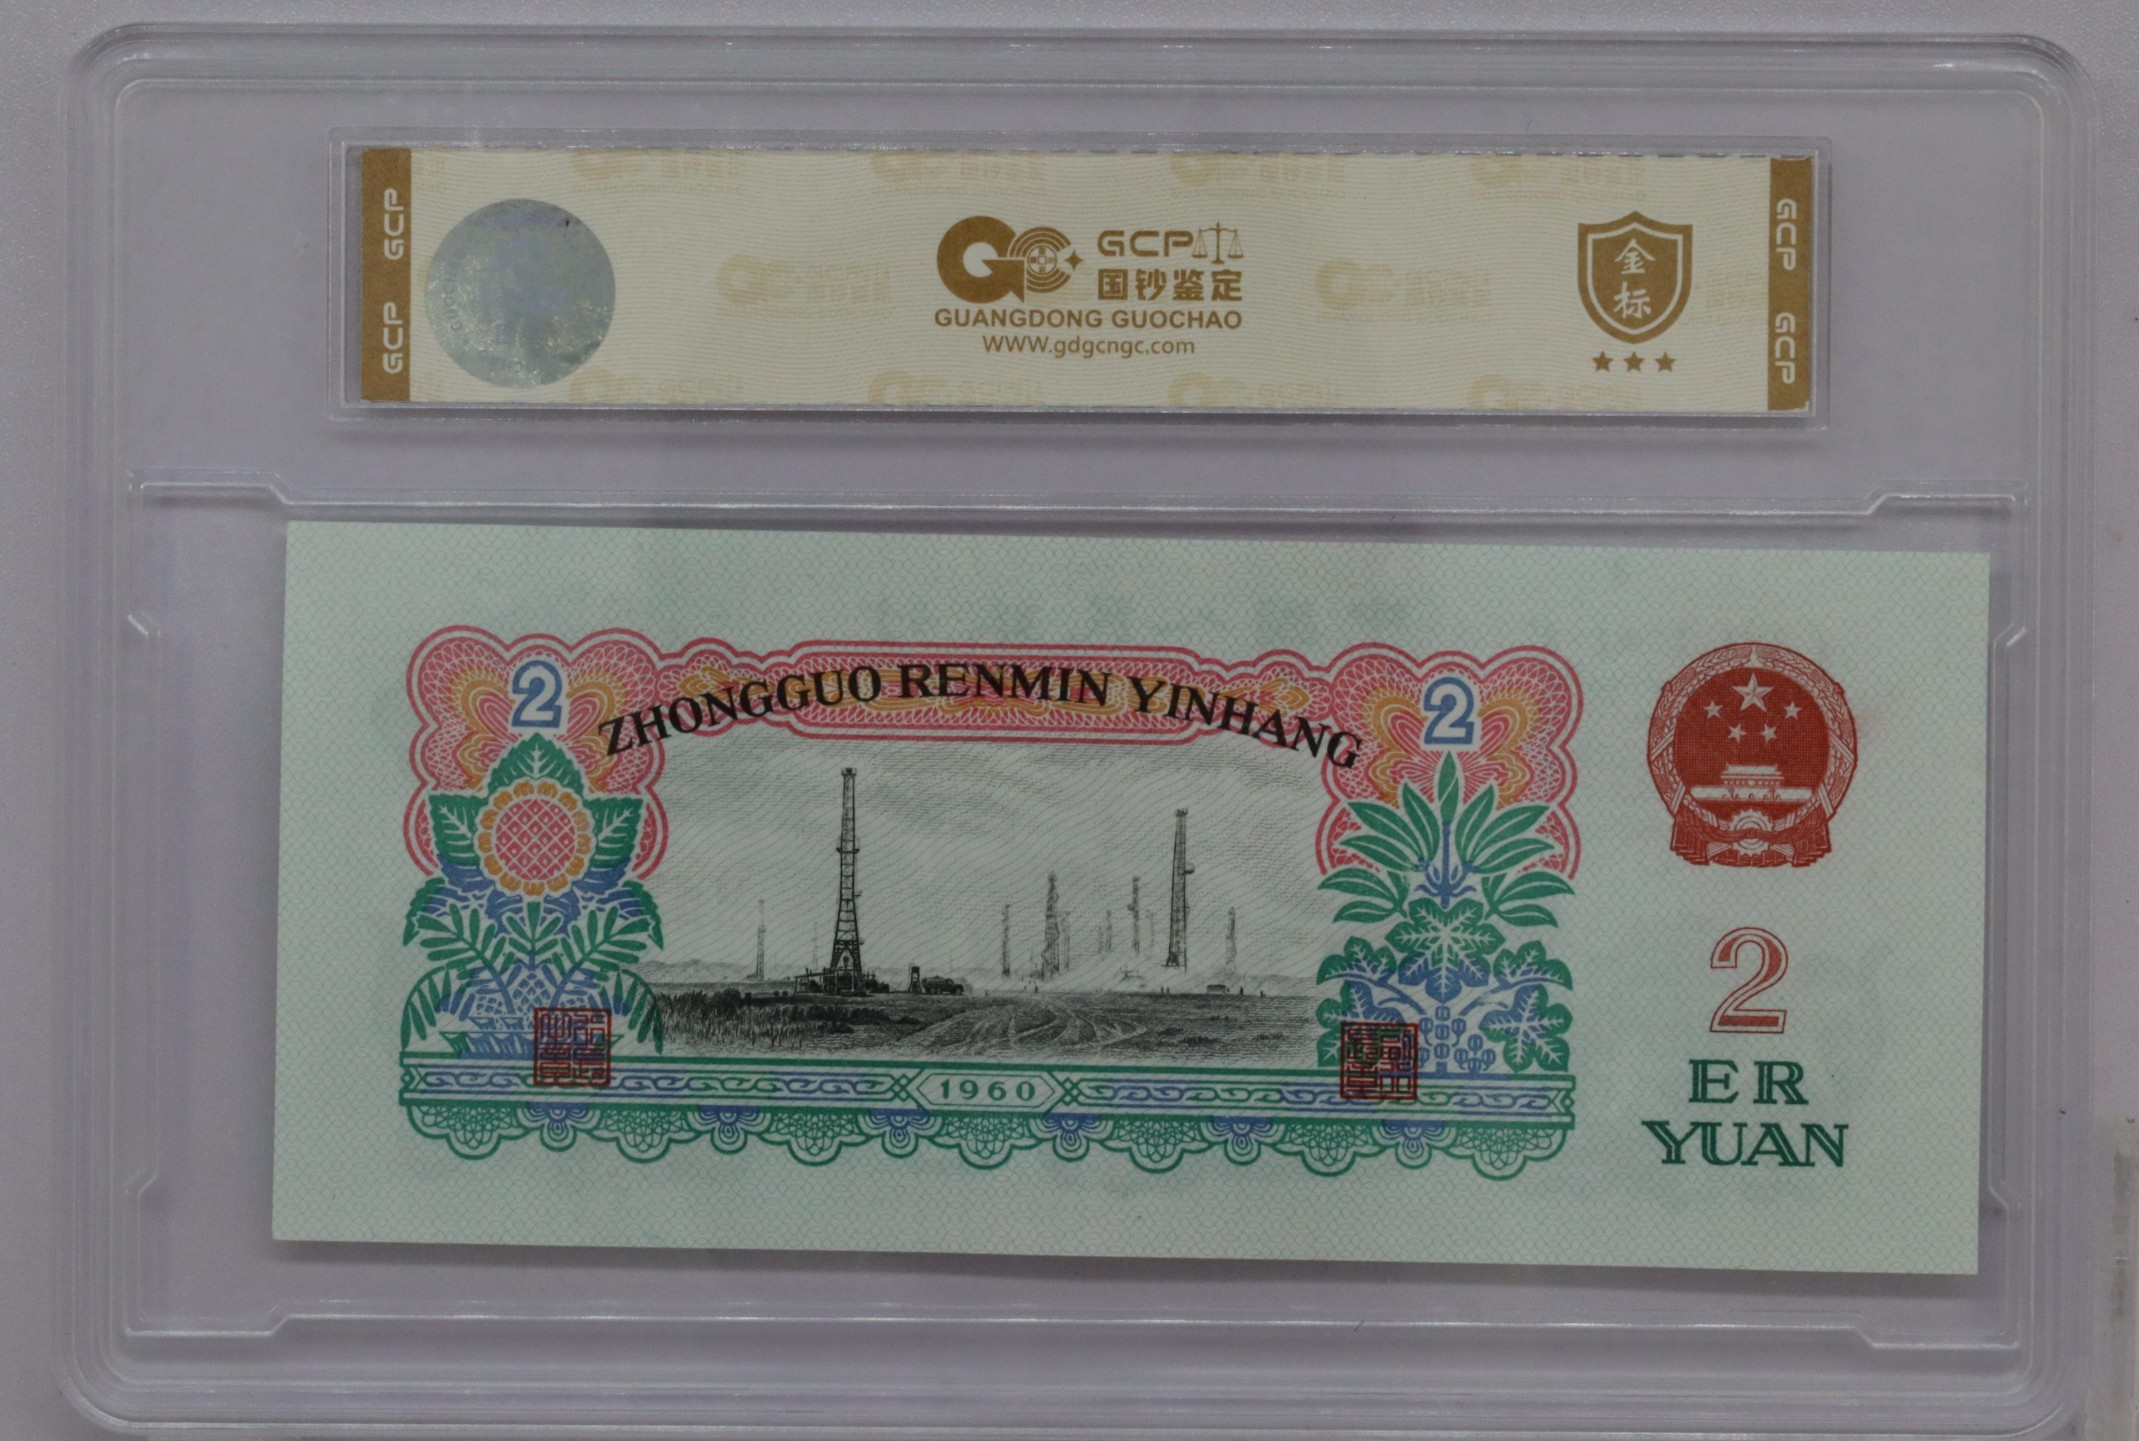 GCP
GCP
GCP
国钞鉴定
GUANGDONG GUOCHAO
WWW.gdgcngc.com
金
标
GCP
GCP
2
ZHONGGUO RENMIN YINHANG
2
1960
2
ER
YUAN